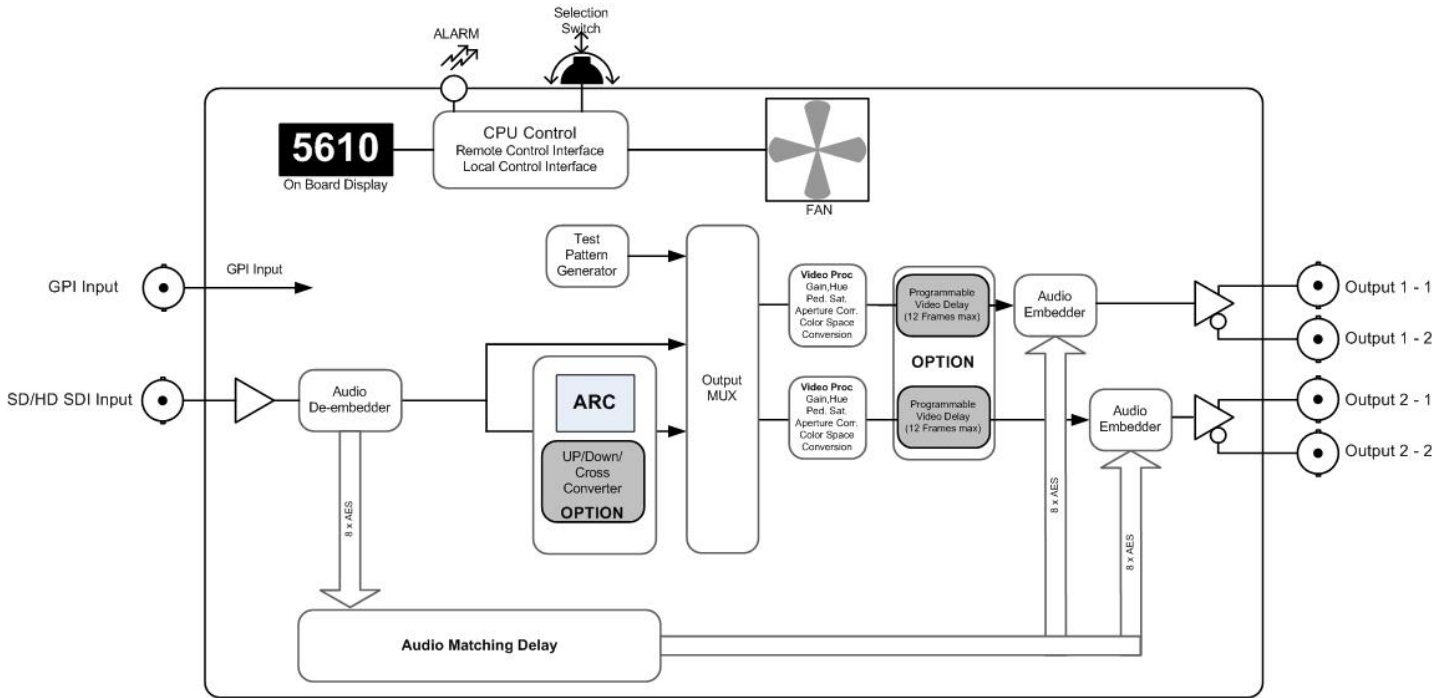 Selection
Switch
ALARM
5610
On Board Display
CPU Control
Remote Control Interface
Local Control Interface
FAN
Test
Pattern
Generator
GPI Input
GPI Input
SD/HD SDI Input
Audio
De-embedder
ARC
UP/Down/
Cross
Converter
OPTION
Output
MUX
Video Proc
Gain,Hue
Ped. Sat.
Aperture Corr.
Color Space
Conversion
Programmable
Video Delay
(12 Frames max)
OPTION
Video Proc
Gain,Hue
Ped. Sat.
Aperture Corr.
Color Space
Conversion
Programmable
Video Delay
(12 Frames max)
Audio
Embedder
Audio
Embedder
Output 1 - 1
Output 1 - 2
Output 2 - 1
Output 2 - 2
8 x AES
8 x AES
8 x AES
Audio Matching Delay